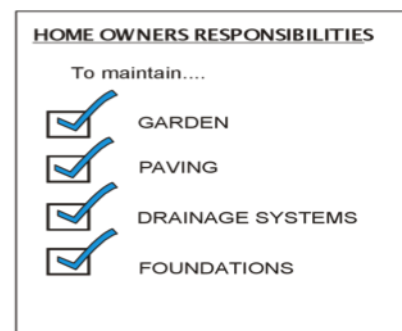 HOME OWNERS RESPONSIBILITIES
To maintain....
GARDEN
PAVING
DRAINAGE SYSTEMS
FOUNDATIONS